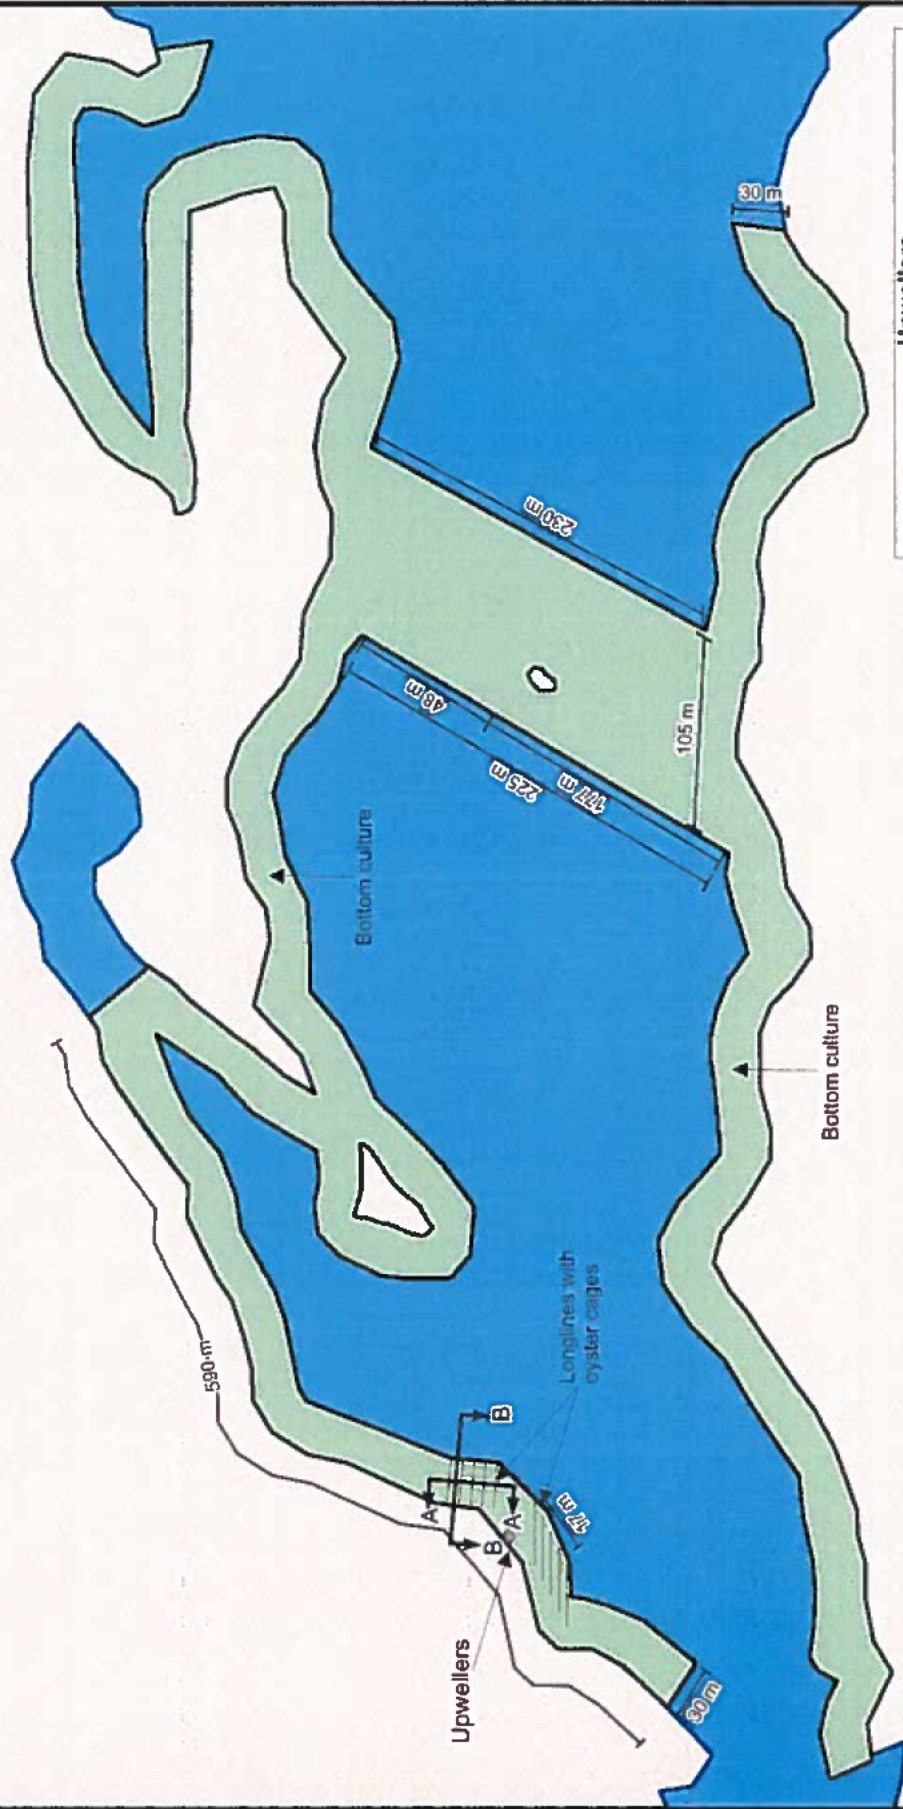 30 m
230 m
48 m
225 m
177 m
105 m
Bottom culture
Bottom culture
590 m
Longlines with
oyster cages
B
A
A
B
17 m
Upwellers
30 m